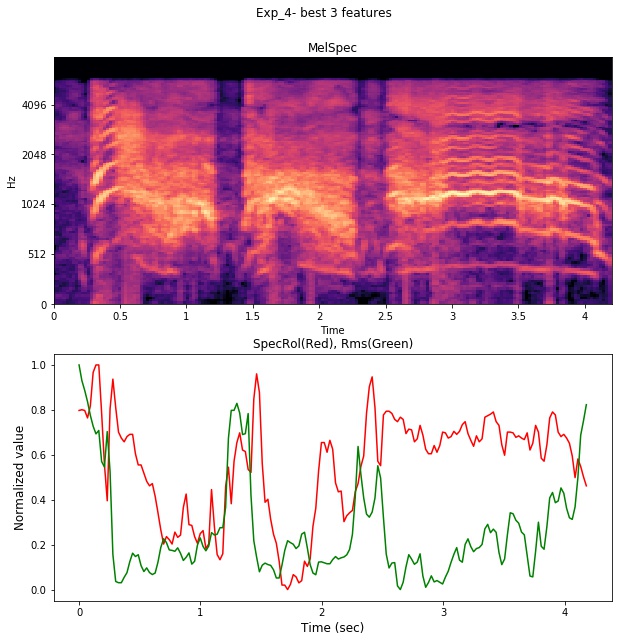 Exp_4- best 3 features
MelSpec
4096
2048
1024
512
0
Hz
0 0.5 1 1.5 2 2.5 3 3.5 4
Time
SpecRol(Red), Rms(Green)
1.0
0.8
0.6
0.4
0.2
0.0
Normalized value
0 1 2 3 4
Time (sec)